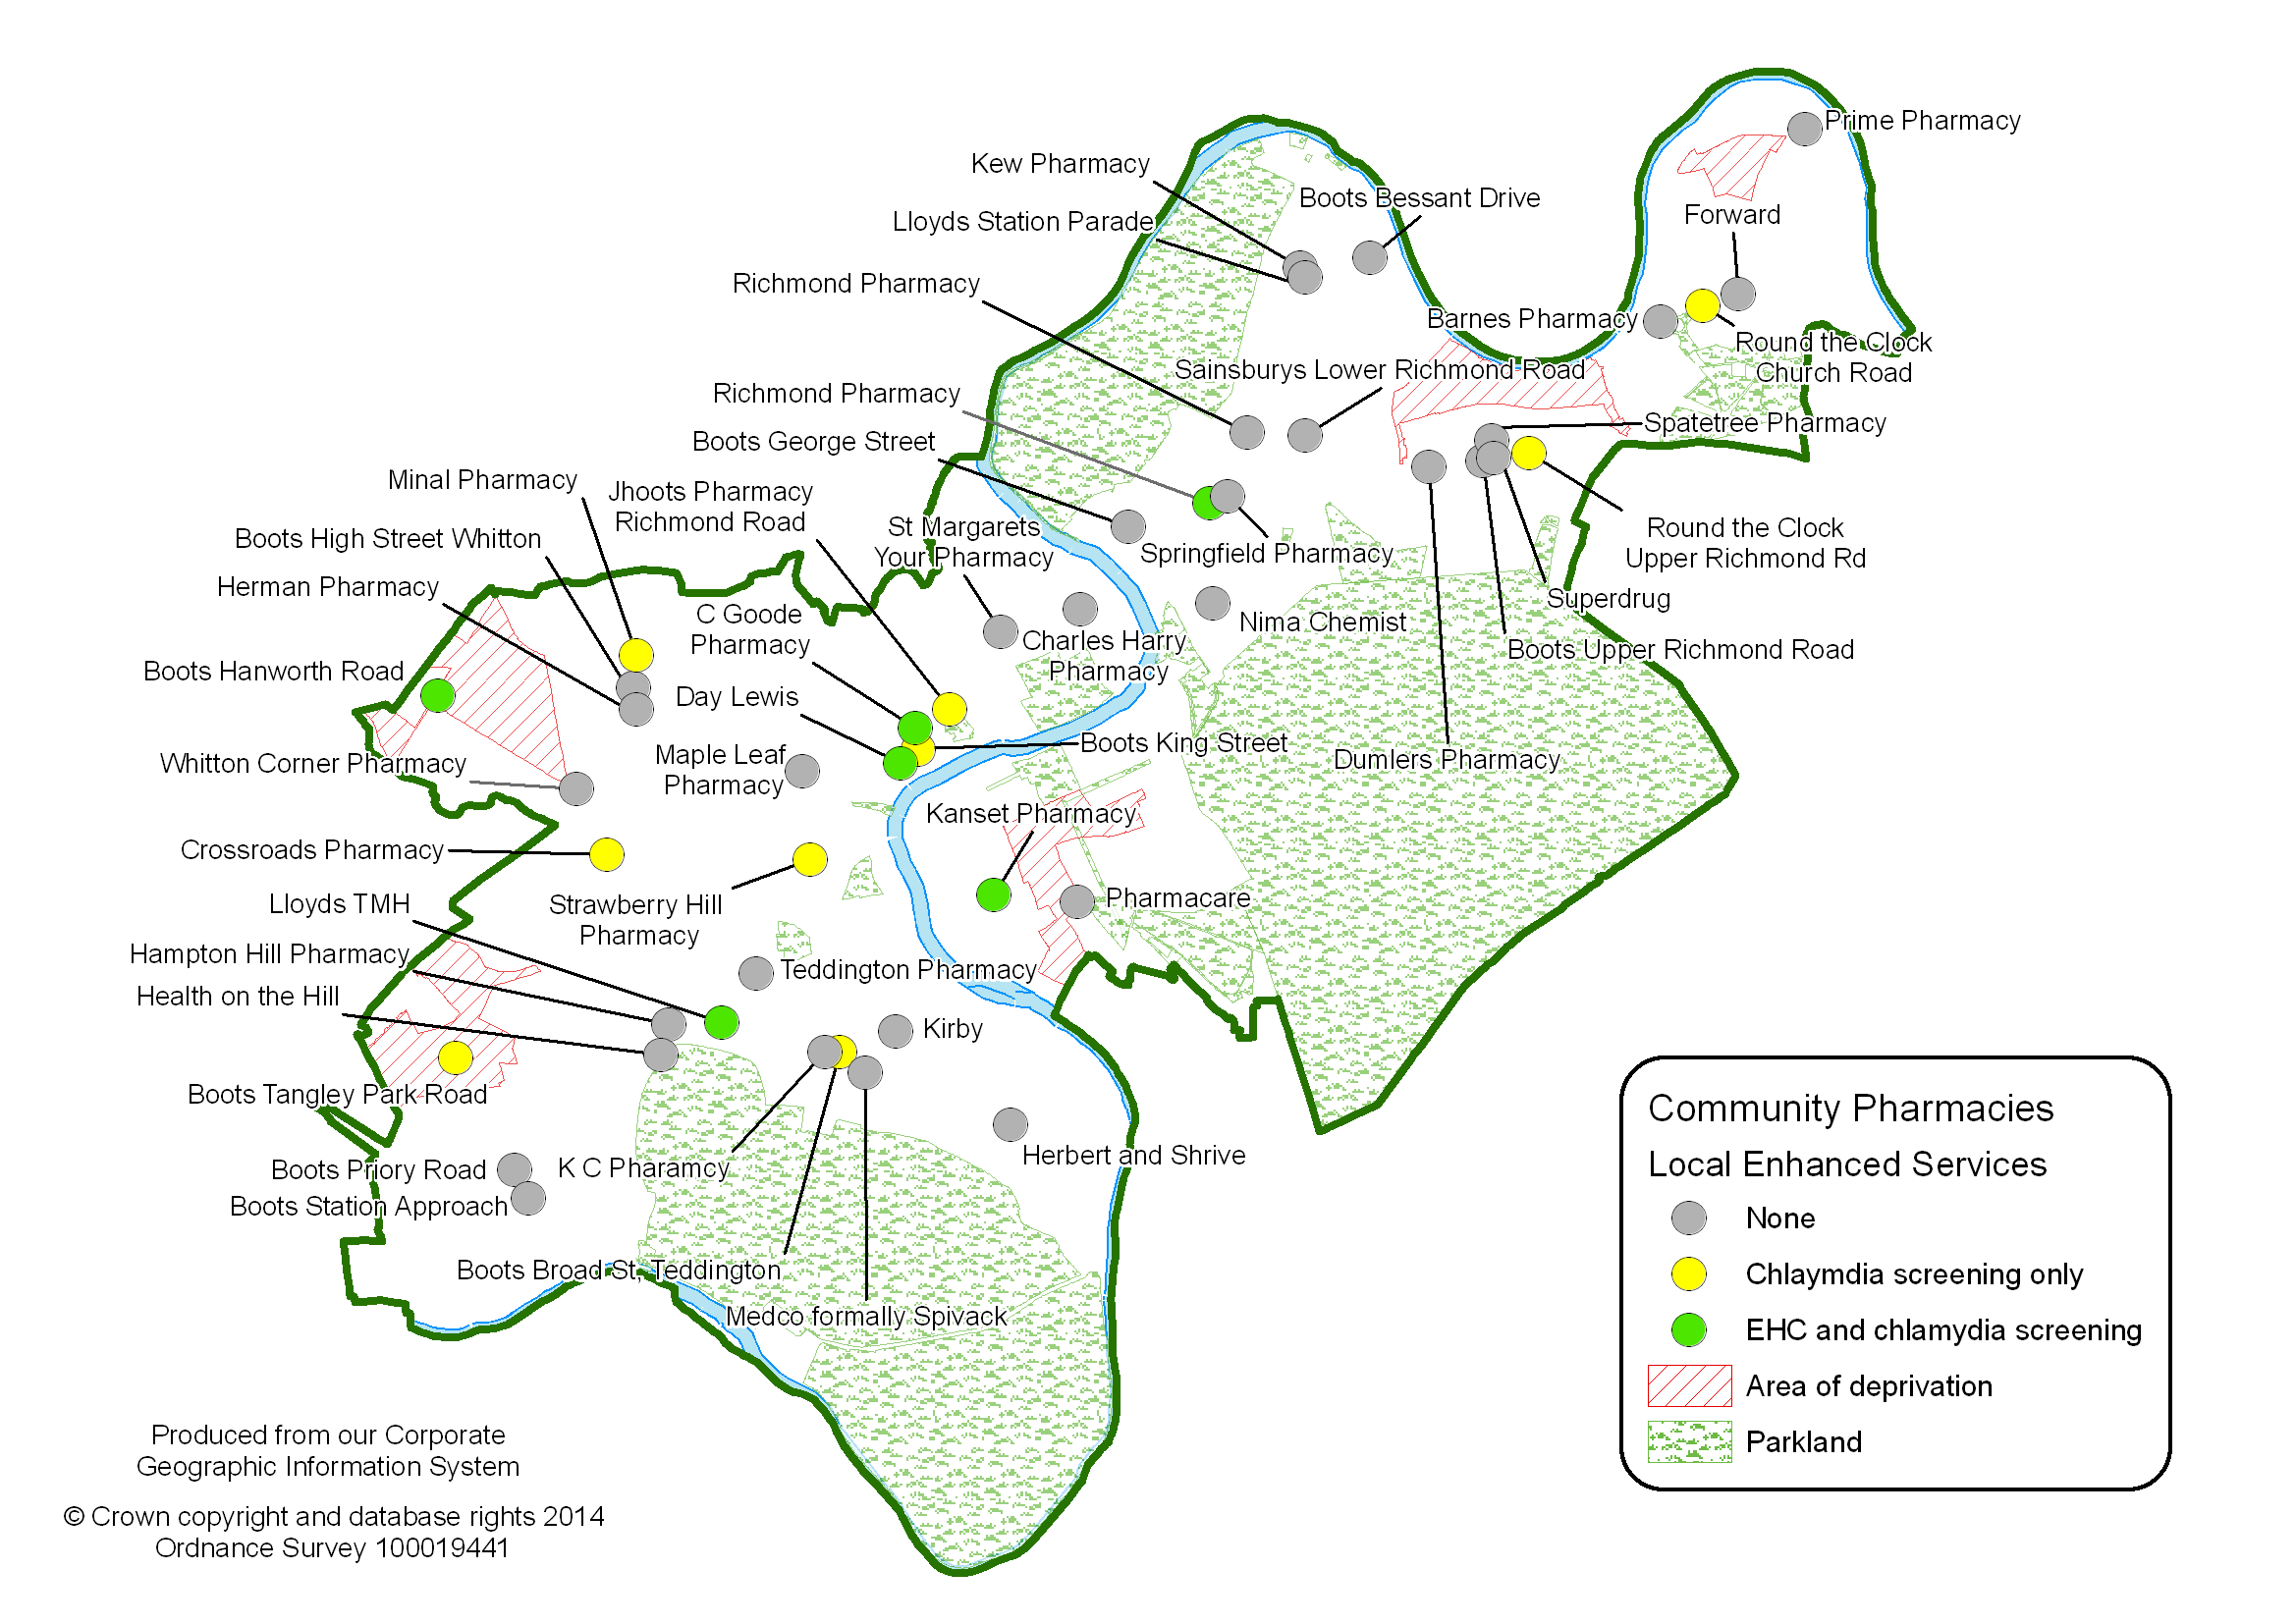 Prime Pharmacy
Kew Pharmacy
Boots Bessant Drive
Forward
Lloyds Station Parade
Richmond Pharmacy
Barnes Pharmacy
Round the Clock
Church Road
Sainsburys Lower Richmond Road
Richmond Pharmacy
Spatetree Pharmacy
Boots George Street
Minal Pharmacy
Jhoots Pharmacy
Richmond Road
St Margarets
Your Pharmacy
Springfield Pharmacy
Round the Clock
Upper Richmond Rd
Boots High Street Whitton
Herman Pharmacy
Superdrug
C Goode
Pharmacy
Nima Chemist
Charles Harry
Pharmacy
Boots Upper Richmond Road
Boots Hanworth Road
Day Lewis
Boots King Street
Maple Leaf
Pharmacy
Dumlers Pharmacy
Whitton Corner Pharmacy
Kanset Pharmacy
Crossroads Pharmacy
Strawberry Hill
Pharmacy
Lloyds TMH
Pharmacare
Hampton Hill Pharmacy
Teddington Pharmacy
Health on the Hill
Kirby
Boots Tangley Park Road
Herbert and Shrive
Boots Priory Road
K C Pharamcy
Boots Station Approach
Boots Broad St, Teddington
Medco formally Spivack
Community Pharmacies
Local Enhanced Services
None
Chlaymdia screening only
EHC and chlamydia screening
Area of deprivation
Parkland
Produced from our Corporate
Geographic Information System
© Crown copyright and database rights 2014
Ordnance Survey 100019441